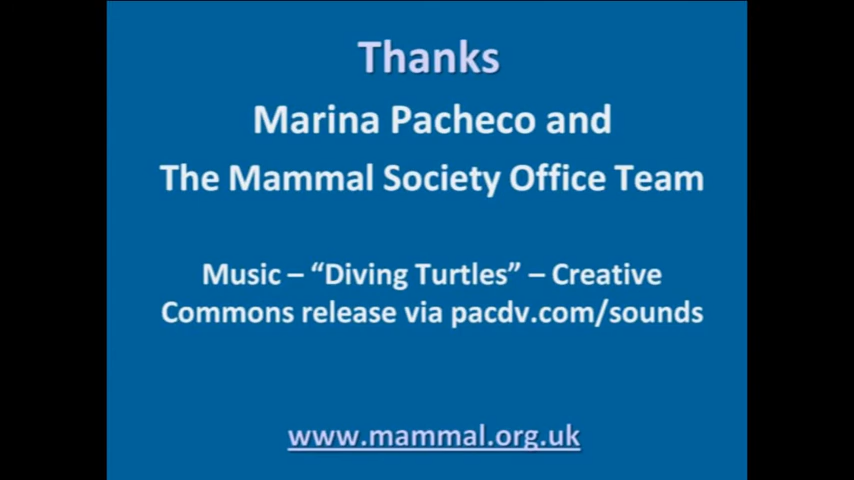 Thanks
Marina Pacheco and
The Mammal Society Office Team
Music – “Diving Turtles” – Creative
Commons release via pacdv.com/sounds
www.mammal.org.uk